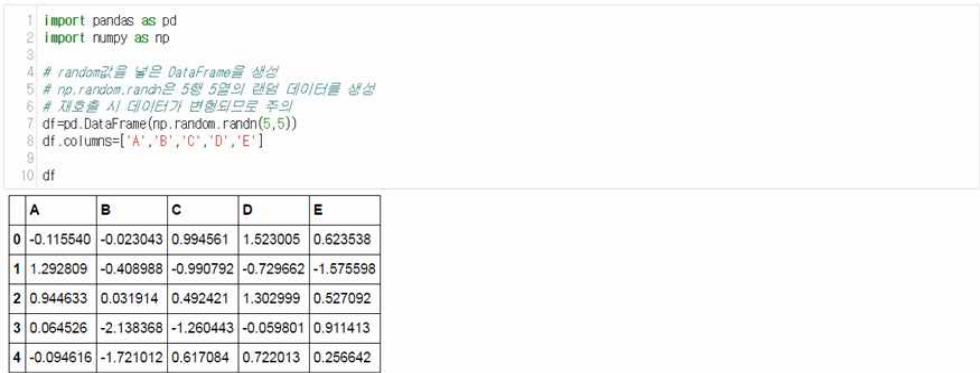 1 import pandas as pd
2 import numpy as np
3
4 # random값을 넣은 DataFrame을 생성
5 # np.random.randn은 5행 5열의 랜덤 데이터를 생성
6 # 재호출 시 데이터가 변형되므로 주의
7 df=pd.DataFrame(np.random.randn(5,5))
8 df.columns=['A','B','C','D','E']
9
10 df
A B C D E
0 -0.115540 -0.023043 0.994561 1.523005 0.623538
1 1.292809 -0.408988 -0.990792 -0.729662 -1.575598
2 0.944633 0.031914 0.492421 1.302999 0.527092
3 0.064526 -2.138368 -1.260443 -0.059801 0.911413
4 -0.094616 -1.721012 0.617084 0.722013 0.256642